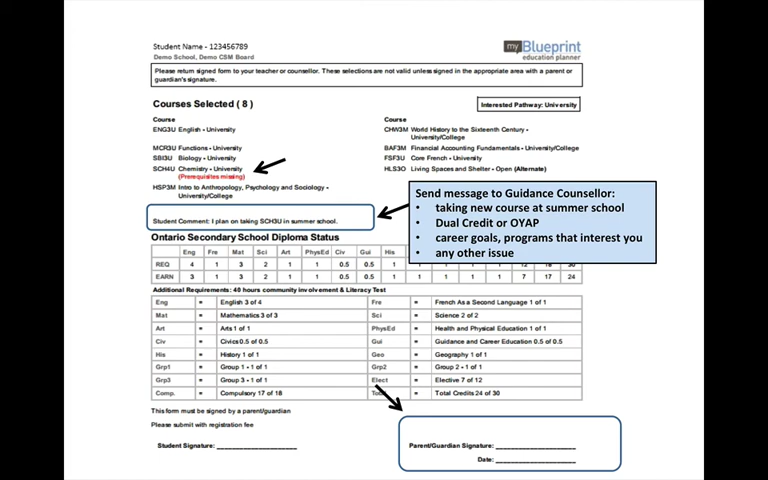 Student Name - 123456789
Demo School, Demo CSM Board
myBlueprint
education planner
Please return signed form to your teacher or counsellor. These selections are not valid unless signed in the appropriate area with a parent or
guardian's signature.
Courses Selected ( 8 )
Interested Pathway: University
Course
ENG3U English • University
MCR3U Functions • University
SBI3U Biology • University
SCH4U Chemistry • University
(Prerequisites missing)
HSP3M Intro to Anthropology, Psychology and Sociology •
University/College
Course
CHW3M World History to the Sixteenth Century •
University/College
BAF3M Financial Accounting Fundamentals • University/College
FSF3U Core French • University
HLS3O Living Spaces and Shelter • Open (Alternate)
Send message to Guidance Counsellor:
• taking new course at summer school
• Dual Credit or OYAP
• career goals, programs that interest you
• any other issue
Student Comment: I plan on taking SCH3U in summer school.
Ontario Secondary School Diploma Status
Eng Fre Mat Sci Art PhysEd Civ Gui His
REQ 4 1 3 2 1 1 0.5 0.5 1 1 1 1 1 12 18 30
EARN 3 1 3 2 1 1 0.5 0.5 1 1 1 1 1 7 17 24
Additional Requirements: 40 hours community involvement & Literacy Test
Eng = English 3 of 4 Fre = French As a Second Language 1 of 1
Mat = Mathematics 3 of 3 Sci = Science 2 of 2
Art = Arts 1 of 1 PhysEd = Health and Physical Education 1 of 1
Civ = Civics 0.5 of 0.5 Gui = Guidance and Career Education 0.5 of 0.5
His = History 1 of 1 Geo = Geography 1 of 1
Grp1 = Group 1 • 1 of 1 Grp2 = Group 2 • 1 of 1
Grp3 = Group 3 • 1 of 1 Elect = Elective 7 of 12
Comp. = Compulsory 17 of 18 = Total Credits 24 of 30
This form must be signed by a parent/guardian
Please submit with registration fee
Student Signature: ____________________
Parent/Guardian Signature: ____________________
Date: ____________________